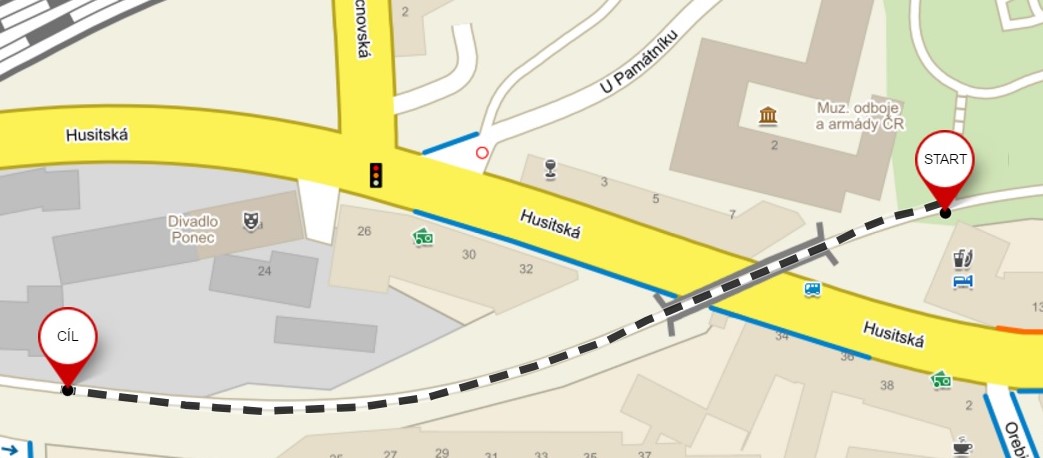 cnovská
2
U Památníku
Husitská
Muz. odboje
a armády ČR
2
START
3
5
7
Divadlo
Ponec
26
Husitská
24
30
32
CÍL
34
36
Husitská
13
38
2
Orebi
27
29
31
33
35
37